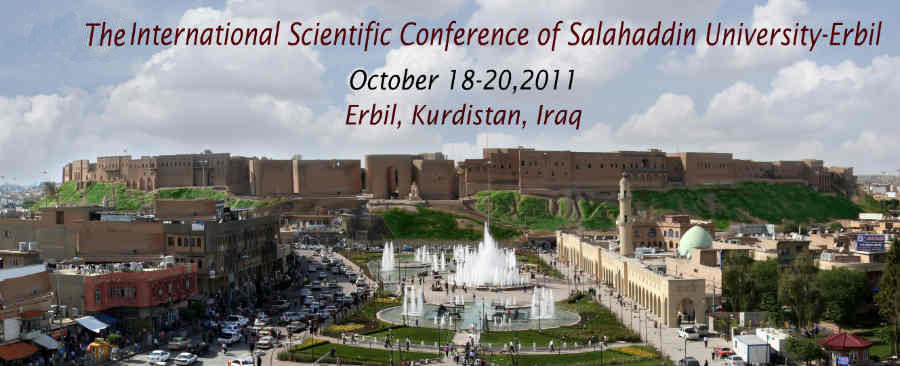 The International Scientific Conference of Salahaddin University-Erbil
October 18-20,2011
Erbil, Kurdistan, Iraq